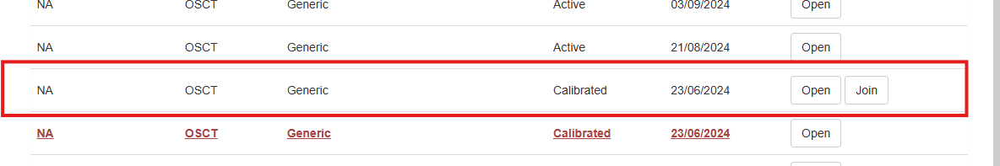 NA OSCT Generic Active 03/09/2024 Open
NA OSCT Generic Active 21/08/2024 Open
NA OSCT Generic Calibrated 23/06/2024 Open Join
NA OSCT Generic Calibrated 23/06/2024 Open